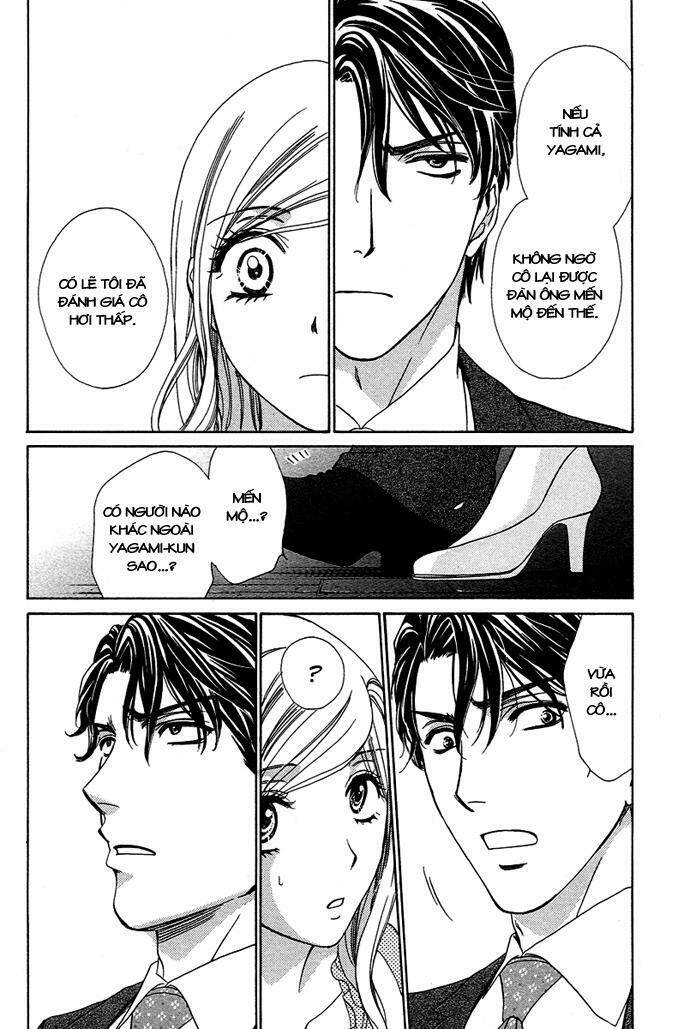 NẾU
TÍNH CẢ
YAGAMI,
KHÔNG NGỜ
CÔ LẠI ĐƯỢC
ĐÀN ÔNG MẾN
MỘ ĐẾN THẾ.
CÓ LẼ TÔI ĐÃ
ĐÁNH GIÁ CÔ
HƠI THẤP.
MẾN
MỘ...?
CÓ NGƯỜI NÀO
KHÁC NGOÀI
YAGAMI-KUN
SAO...?
VỪA
RỒI
CÔ...
?